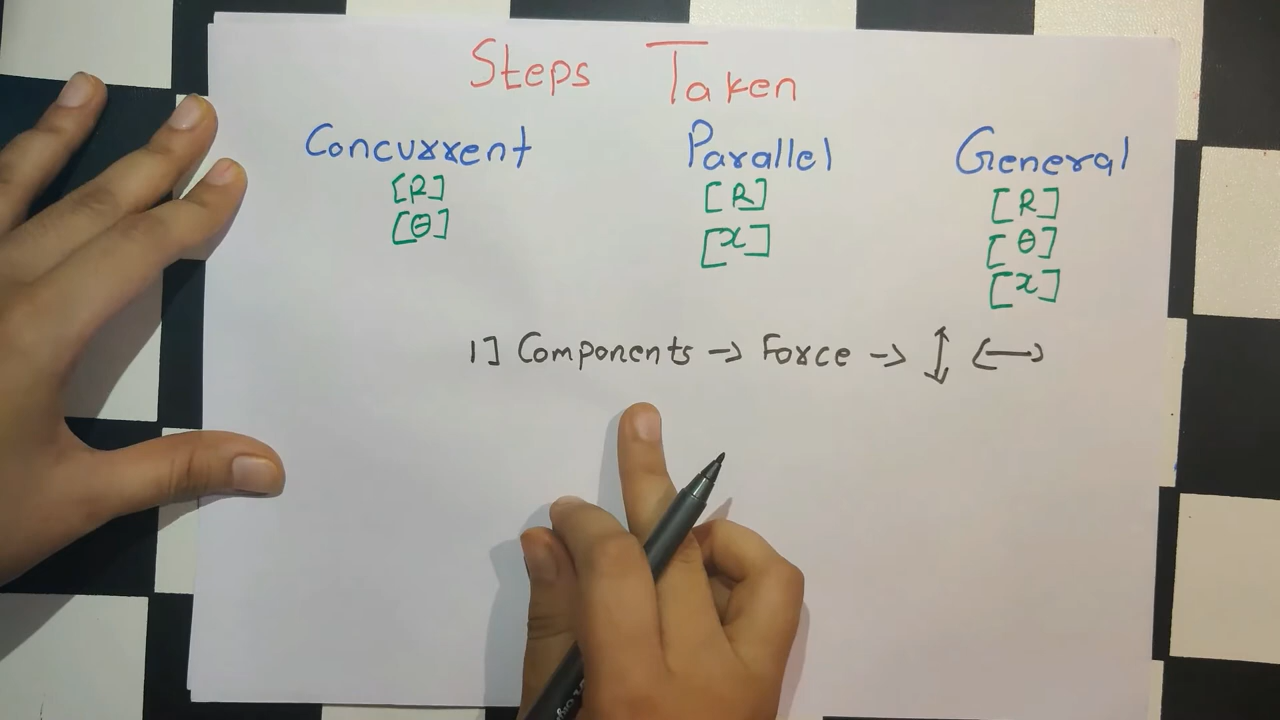 Steps Taken
Concurrent Parallel General
[R] [R] [R]
[θ] [x] [θ]
[x]
1] Components → Force → ↕ ↔